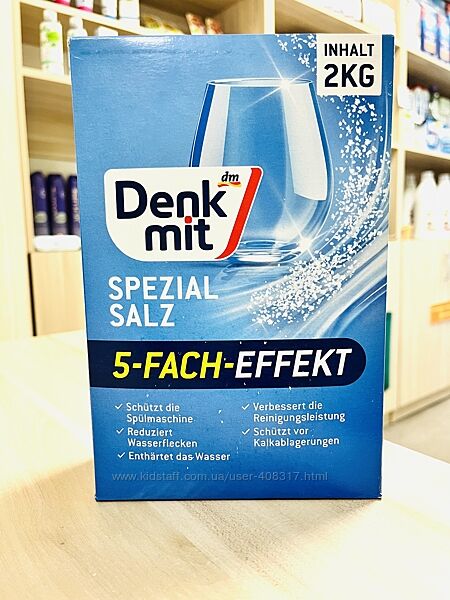 INHALT
2KG
dm
Denk
mit
SPEZIAL
SALZ
5-FACH-EFFEKT
✓ Schützt die
Spülmaschine
✓ Reduziert
Wasserflecken
✓ Enthärtet das Wasser
✓ Verbessert die
Reinigungsleistung
✓ Schützt vor
Kalkablagerungen
www.kidstaff.com.ua/user-408317.html